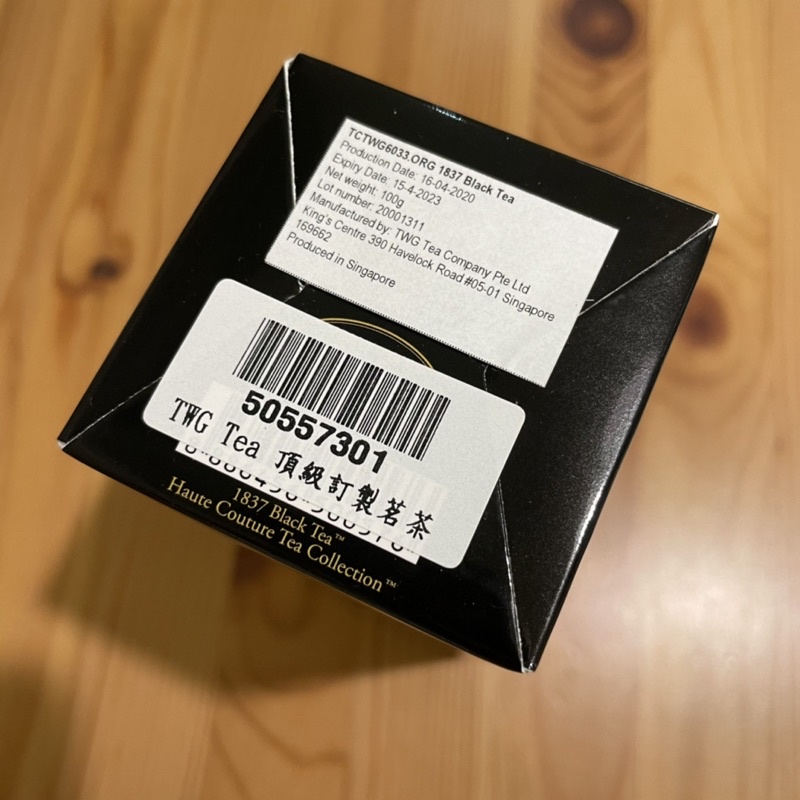 TCTWG6033.ORG 1837 Black Tea
Production Date: 16-04-2020
Expiry Date: 15-4-2023
Net weight: 100g
Lot number: 20001311
Manufactured by: TWG Tea Company Pte Ltd
King's Centre 390 Havelock Road #05-01 Singapore
169662
Produced in Singapore
50557301
TWG Tea 頂級訂製茗茶
1837 Black Tea™
Haute Couture Tea Collection™